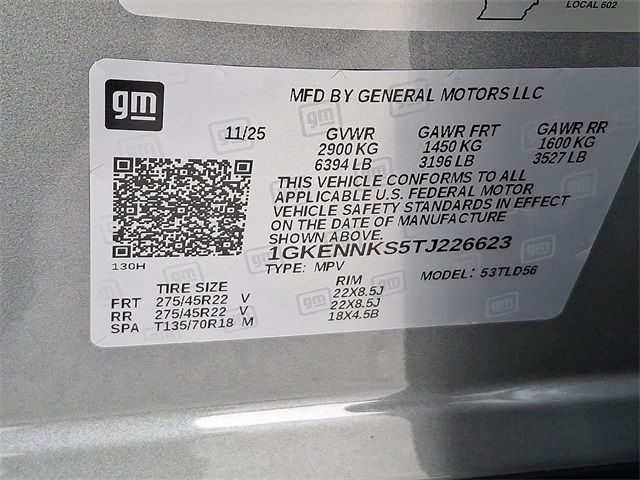 LOCAL 602
gm
MFD BY GENERAL MOTORS LLC
11/25 GVWR GAWR FRT GAWR RR
2900 KG 1450 KG 1600 KG
6394 LB 3196 LB 3527 LB
THIS VEHICLE CONFORMS TO ALL
APPLICABLE U.S. FEDERAL MOTOR
VEHICLE SAFETY STANDARDS IN EFFECT
ON THE DATE OF MANUFACTURE
SHOWN ABOVE.
1GKENNKS5TJ226623
130H
TYPE: MPV MODEL: 53TLD56
TIRE SIZE RIM
FRT 275/45R22 V 22X8.5J
RR 275/45R22 V 22X8.5J
SPA T135/70R18 M 18X4.5B